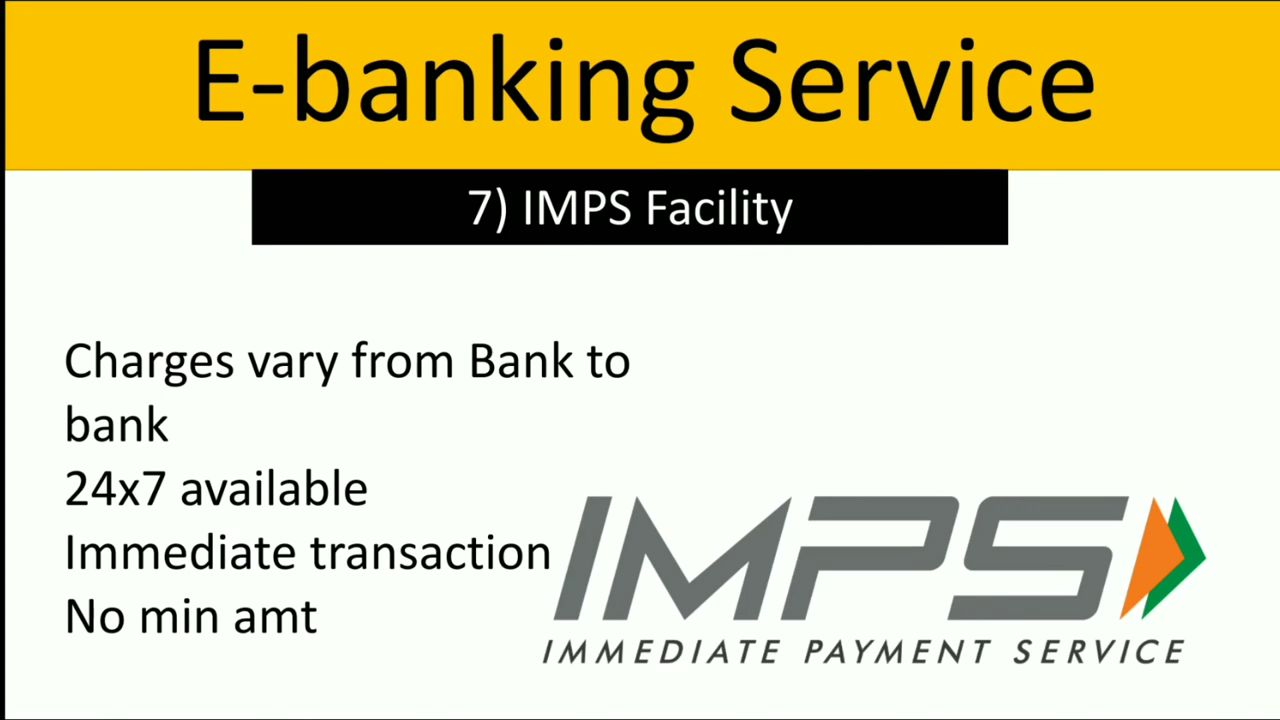 E-banking Service
7) IMPS Facility
Charges vary from Bank to
bank
24x7 available
Immediate transaction
No min amt
IMPS
IMMEDIATE PAYMENT SERVICE